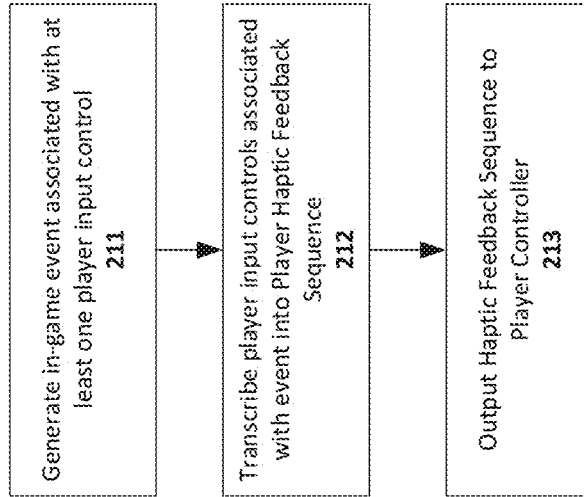 Generate in-game event associated with at
least one player input control
211
Transcribe player input controls associated
with event into Player Haptic Feedback
Sequence
212
Output Haptic Feedback Sequence to
Player Controller
213